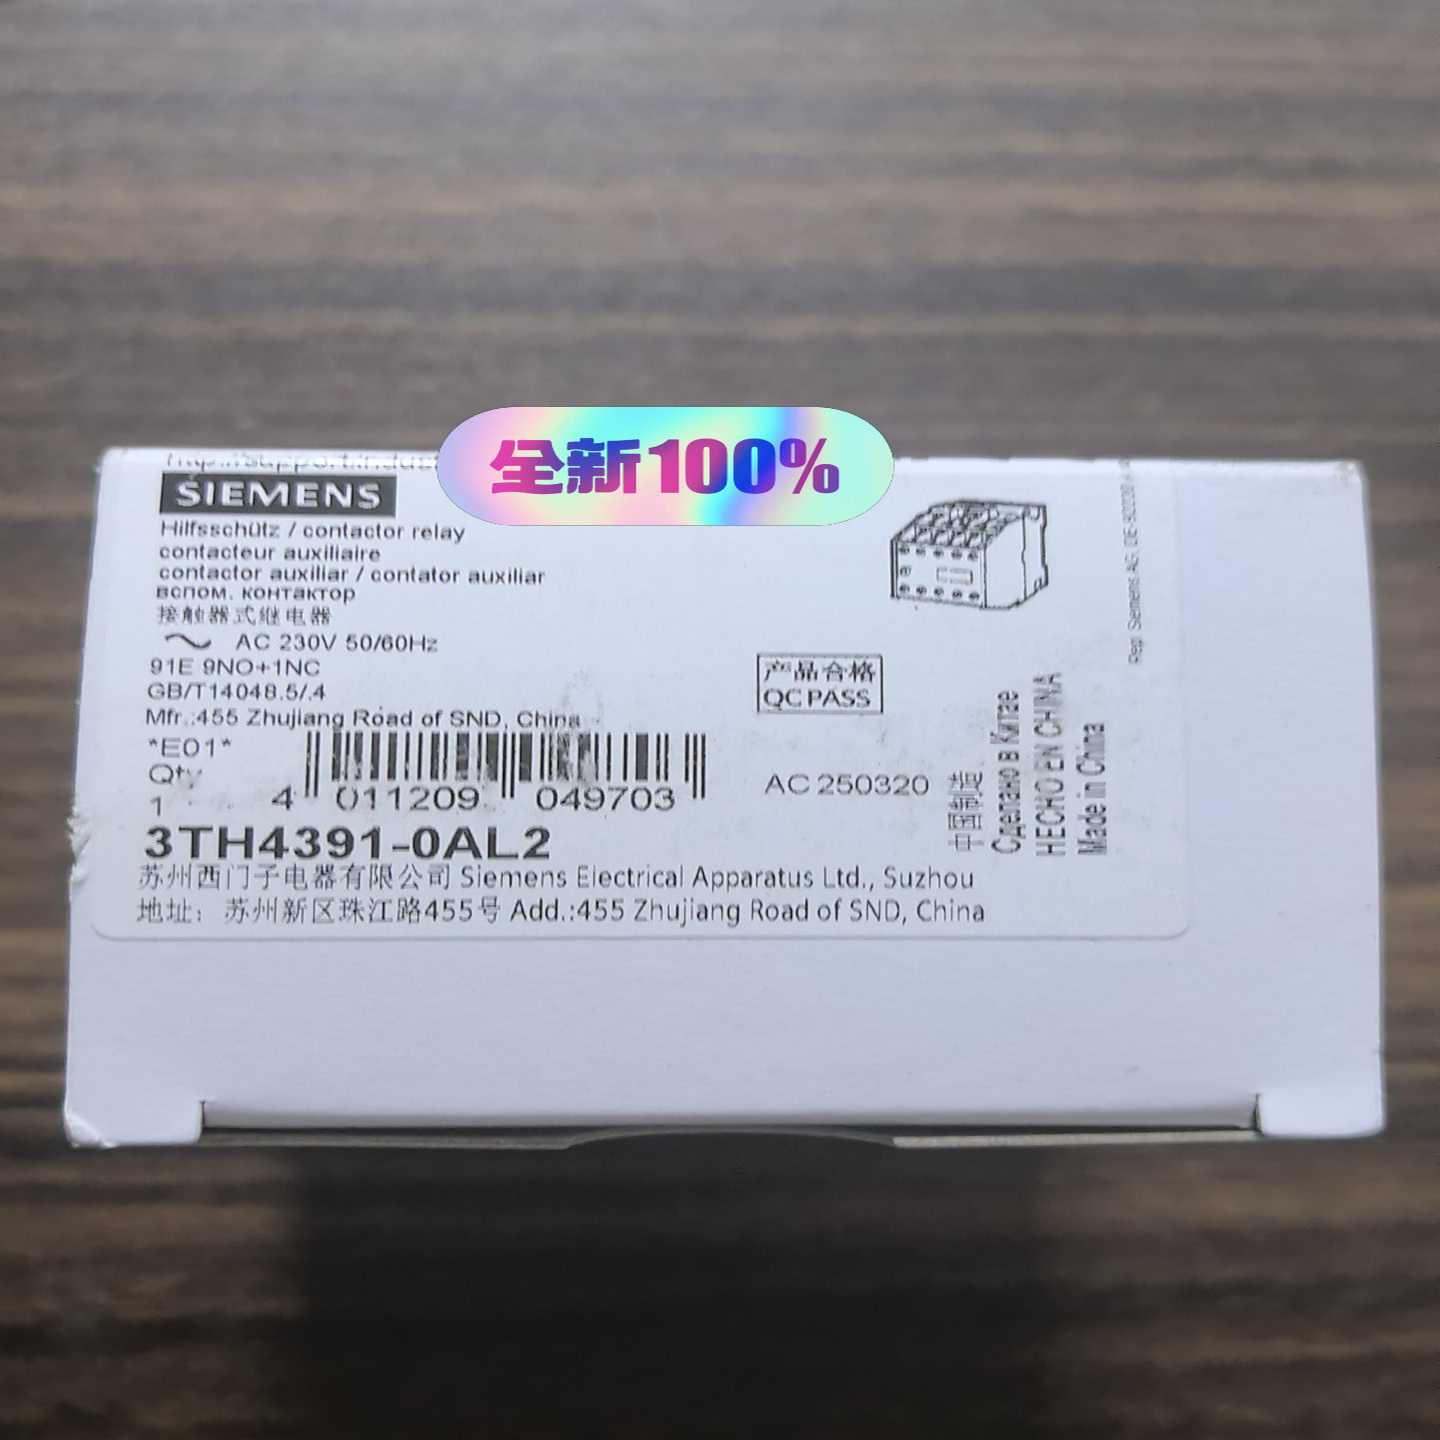 全新100%
SIEMENS
Hilfsschütz / contactor relay
contacteur auxiliaire
contactor auxiliar / contator auxiliar
вспом. контактор
接触器式继电器
AC 230V 50/60Hz
91E 9NO+1NC
GB/T14048.5/.4
Mfr.:455 Zhujiang Road of SND, China
*E01*
Qty
1
4 011209 049703
3TH4391-0AL2
苏州西门子电器有限公司 Siemens Electrical Apparatus Ltd., Suzhou
地址：苏州新区珠江路455号 Add.:455 Zhujiang Road of SND, China
产品合格
QC PASS
AC 250320
中国制造
Сделано в Китае
HECHO EN CHINA
Made in China
Resp. Siemens AG, DE-